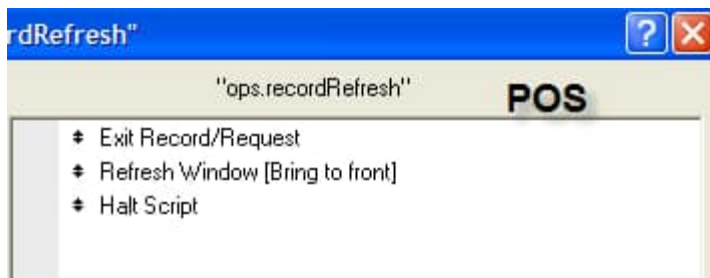 rdRefresh"
"ops.recordRefresh"
POS
Exit Record/Request
Refresh Window [Bring to front]
Halt Script